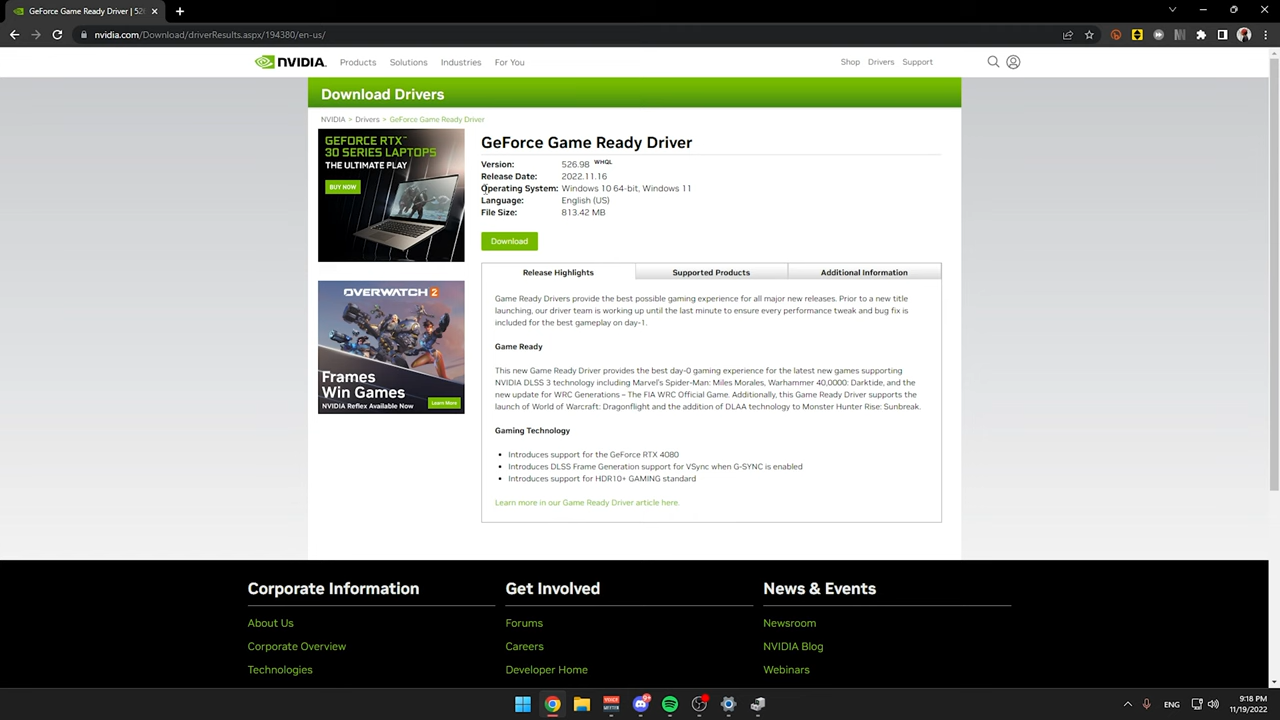 GeForce Game Ready Driver | 526
nvidia.com/Download/driverResults.aspx/194380/en-us/
NVIDIA.
Products
Solutions
Industries
For You
Shop
Drivers
Support
Download Drivers
NVIDIA > Drivers > GeForce Game Ready Driver
GEFORCE RTX™
30 SERIES LAPTOPS
THE ULTIMATE PLAY
BUY NOW
GeForce Game Ready Driver
Version: 526.98 WHQL
Release Date: 2022.11.16
Operating System: Windows 10 64-bit, Windows 11
Language: English (US)
File Size: 813.42 MB
Download
Release Highlights
Supported Products
Additional Information
Game Ready Drivers provide the best possible gaming experience for all major new releases. Prior to a new title
launching, our driver team is working up until the last minute to ensure every performance tweak and bug fix is
included for the best gameplay on day-1.
Game Ready
This new Game Ready Driver provides the best day-0 gaming experience for the latest new games supporting
NVIDIA DLSS 3 technology including Marvel's Spider-Man: Miles Morales, Warhammer 40,0000: Darktide, and the
new update for WRC Generations – The FIA WRC Official Game. Additionally, this Game Ready Driver supports the
launch of World of Warcraft: Dragonflight and the addition of DLAA technology to Monster Hunter Rise: Sunbreak.
Gaming Technology
• Introduces support for the GeForce RTX 4080
• Introduces DLSS Frame Generation support for VSync when G-SYNC is enabled
• Introduces support for HDR10+ GAMING standard
Learn more in our Game Ready Driver article here.
OVERWATCH 2
Frames
Win Games
NVIDIA Reflex Available Now
Learn More
Corporate Information
About Us
Corporate Overview
Technologies
Get Involved
Forums
Careers
Developer Home
News & Events
Newsroom
NVIDIA Blog
Webinars
ENG
9:18 PM
11/19/2022